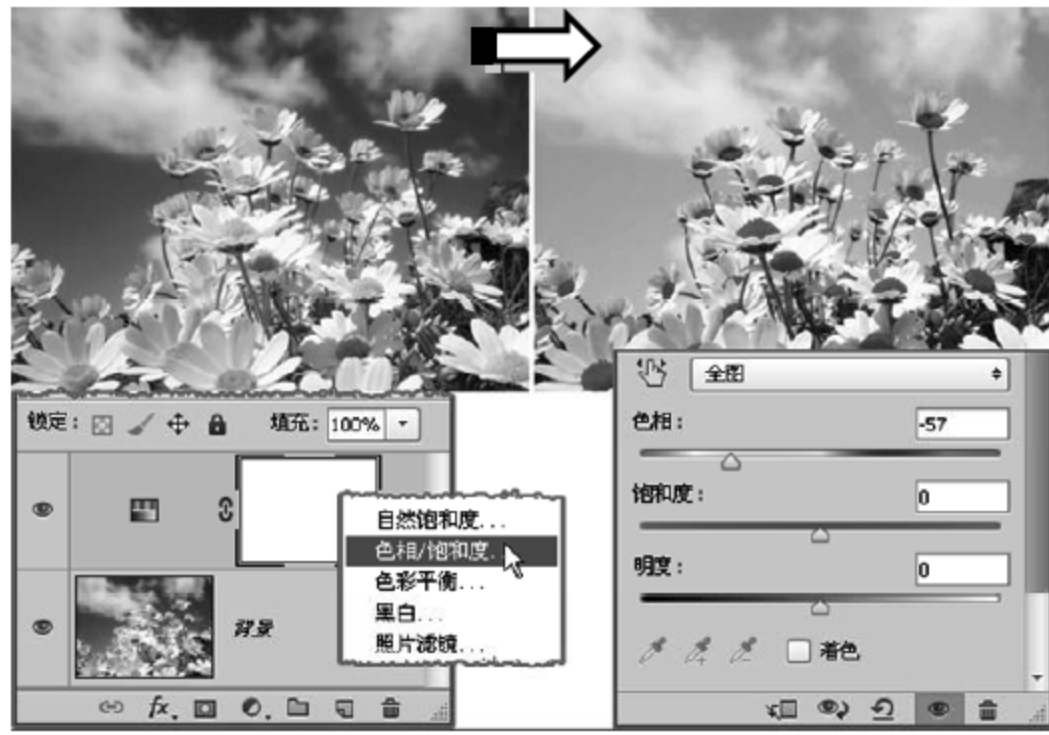 锁定： 填充： 100%
自然饱和度...
色相/饱和度...
色彩平衡...
黑白...
照片滤镜...
背景
fx
全图
色相： -57
饱和度： 0
明度： 0
着色